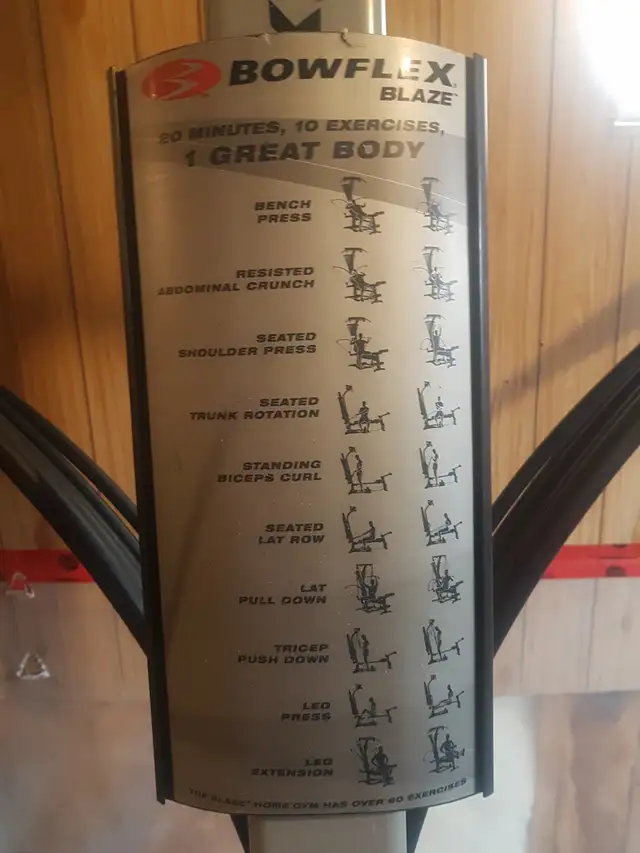 BOWFLEX
BLAZE™
20 MINUTES, 10 EXERCISES,
1 GREAT BODY
BENCH
PRESS
RESISTED
ABDOMINAL CRUNCH
SEATED
SHOULDER PRESS
SEATED
TRUNK ROTATION
STANDING
BICEPS CURL
SEATED
LAT ROW
LAT
PULL DOWN
TRICEP
PUSH DOWN
LEG
PRESS
LEG
EXTENSION
THE BLAZE® HOME GYM HAS OVER 60 EXERCISES